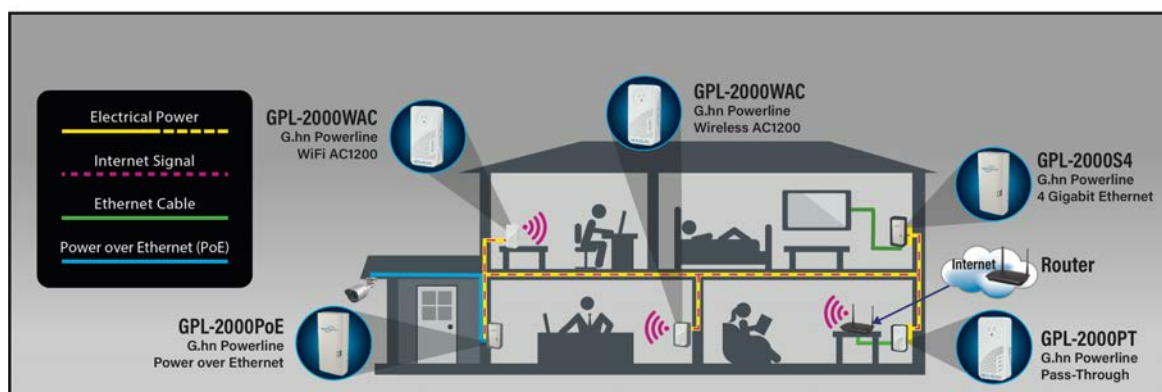 Electrical Power
Internet Signal
Ethernet Cable
Power over Ethernet (PoE)
GPL-2000WAC
G.hn Powerline
WiFi AC1200
GPL-2000WAC
G.hn Powerline
Wireless AC1200
GPL-2000S4
G.hn Powerline
4 Gigabit Ethernet
Internet
Router
GPL-2000PoE
G.hn Powerline
Power over Ethernet
GPL-2000PT
G.hn Powerline
Pass-Through